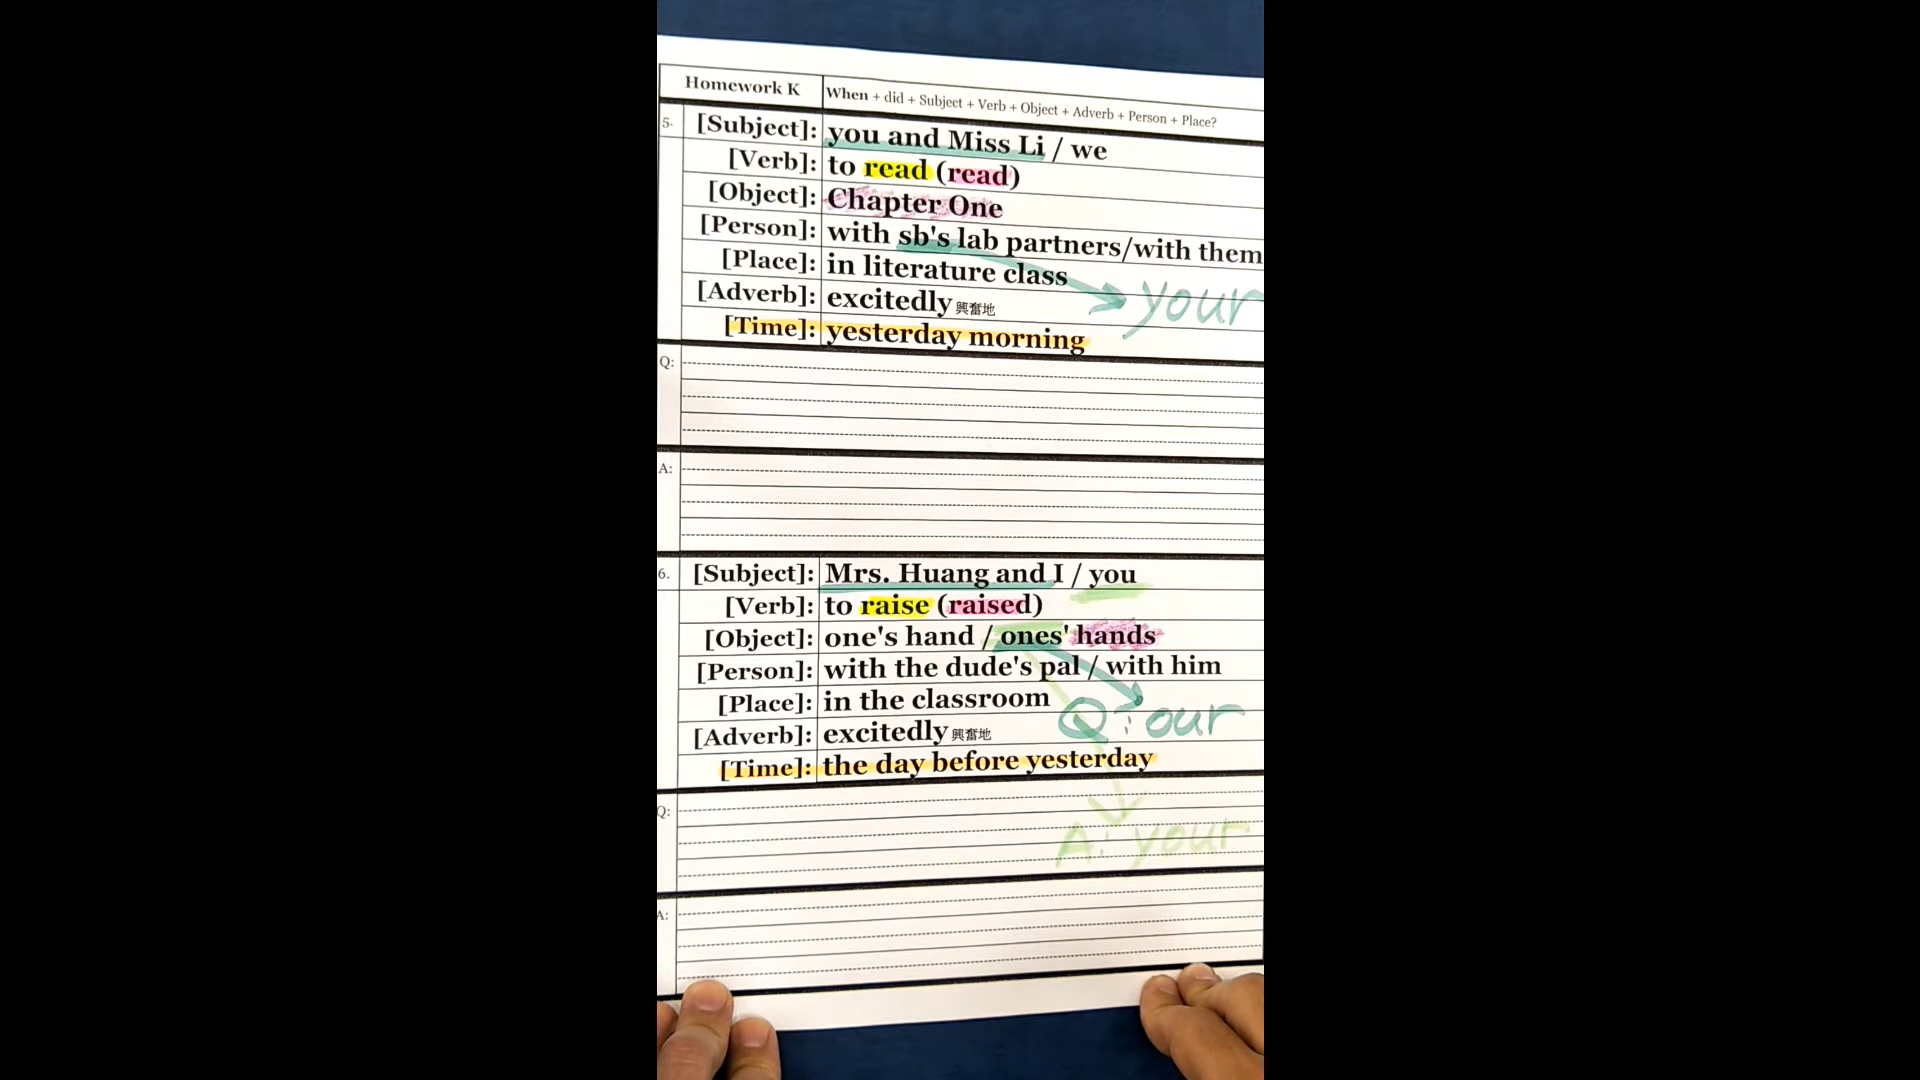 Homework K When + did + Subject + Verb + Object + Adverb + Person + Place?
5. [Subject]: you and Miss Li / we
[Verb]: to read (read)
[Object]: Chapter One
[Person]: with sb's lab partners/with them
[Place]: in literature class
your
[Adverb]: excitedly 興奮地
[Time]: yesterday morning
Q:
A:
6. [Subject]: Mrs. Huang and I / you
[Verb]: to raise (raised)
[Object]: one's hand / ones' hands
[Person]: with the dude's pal / with him
[Place]: in the classroom
Q: our
[Adverb]: excitedly 興奮地
[Time]: the day before yesterday
Q:
A: your
A: